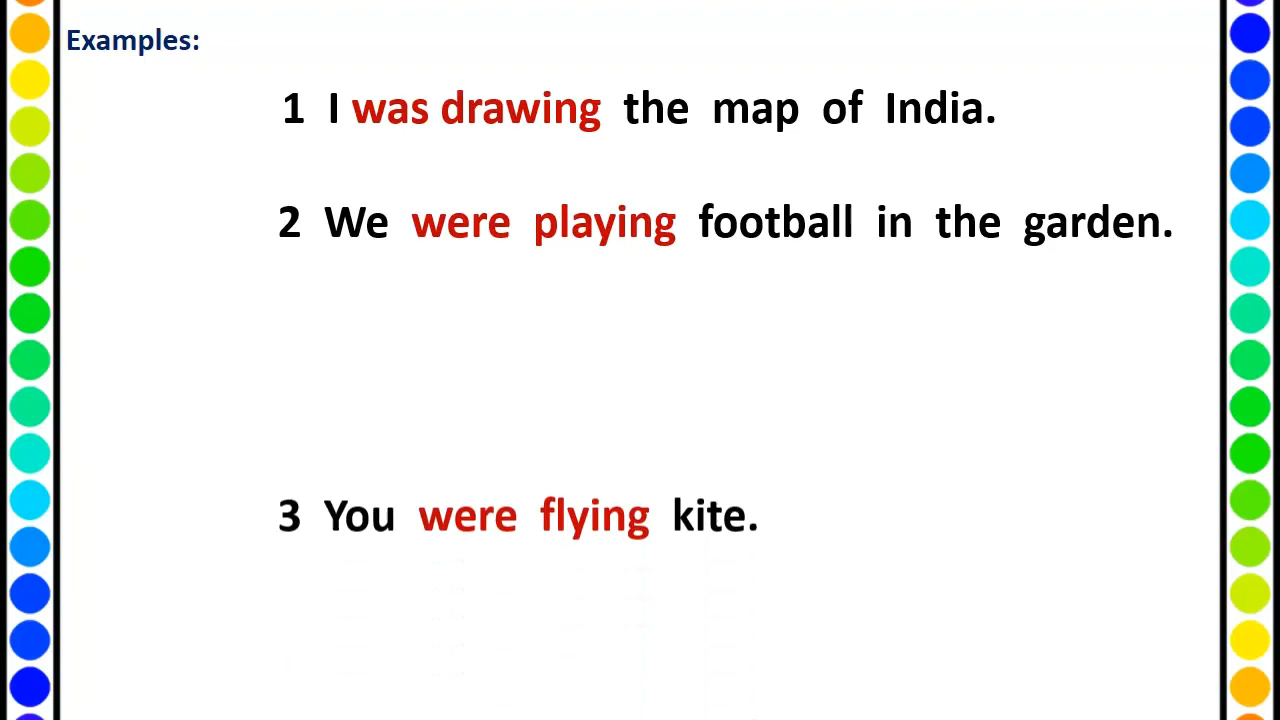 Examples:
1 I was drawing the map of India.
2 We were playing football in the garden.
3 You were flying kite.